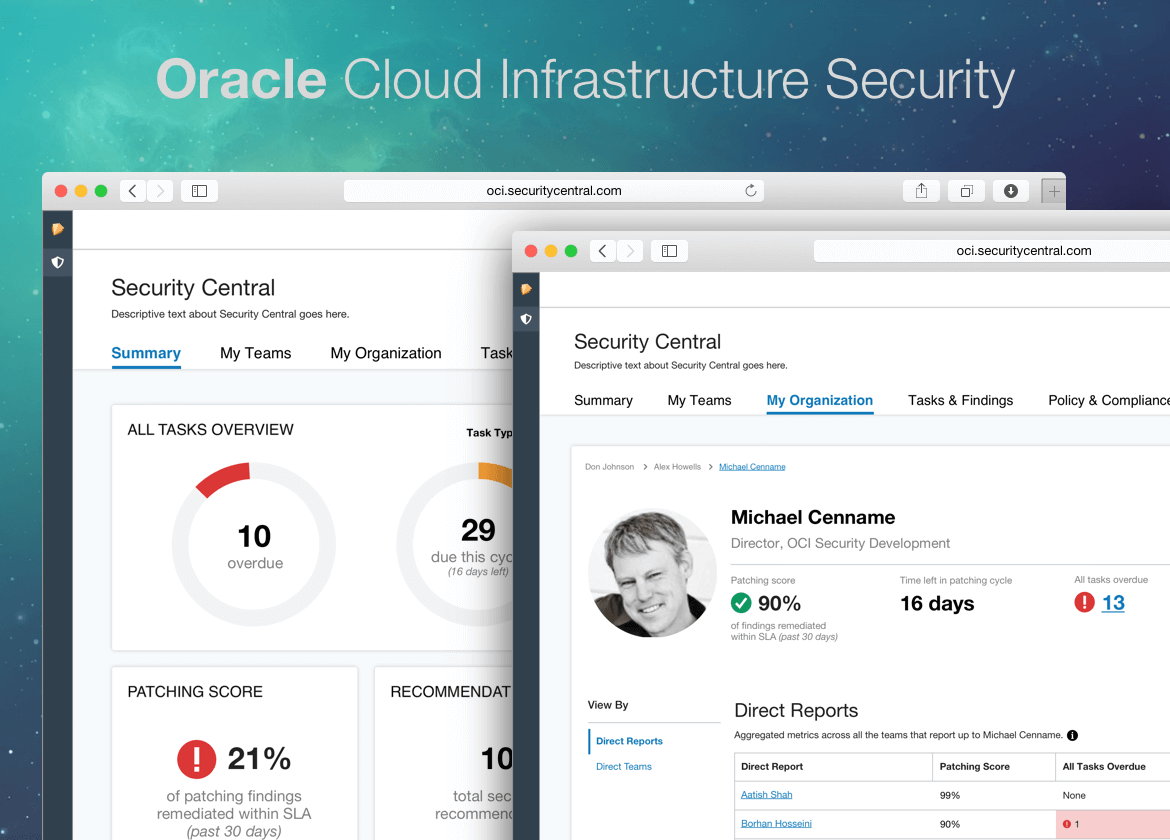 Oracle Cloud Infrastructure Security
oci.securitycentral.com
Security Central
Descriptive text about Security Central goes here.
Summary My Teams My Organization Task
ALL TASKS OVERVIEW
Task Typ
10
overdue
29
due this cyc
(16 days left)
PATCHING SCORE
21%
of patching findings
remediated within SLA
(past 30 days)
RECOMMENDAT
10
total sec
recommen
oci.securitycentral.com
Security Central
Descriptive text about Security Central goes here.
Summary My Teams My Organization Tasks & Findings Policy & Compliance
Don Johnson > Alex Howells > Michael Cenname
Michael Cenname
Director, OCI Security Development
Patching score
90%
of findings remediated
within SLA (past 30 days)
Time left in patching cycle
16 days
All tasks overdue
13
View By
Direct Reports
Direct Teams
Direct Reports
Aggregated metrics across all the teams that report up to Michael Cenname.
Direct Report Patching Score All Tasks Overdue
Aatish Shah 99% None
Borhan Hosseini 90% 1